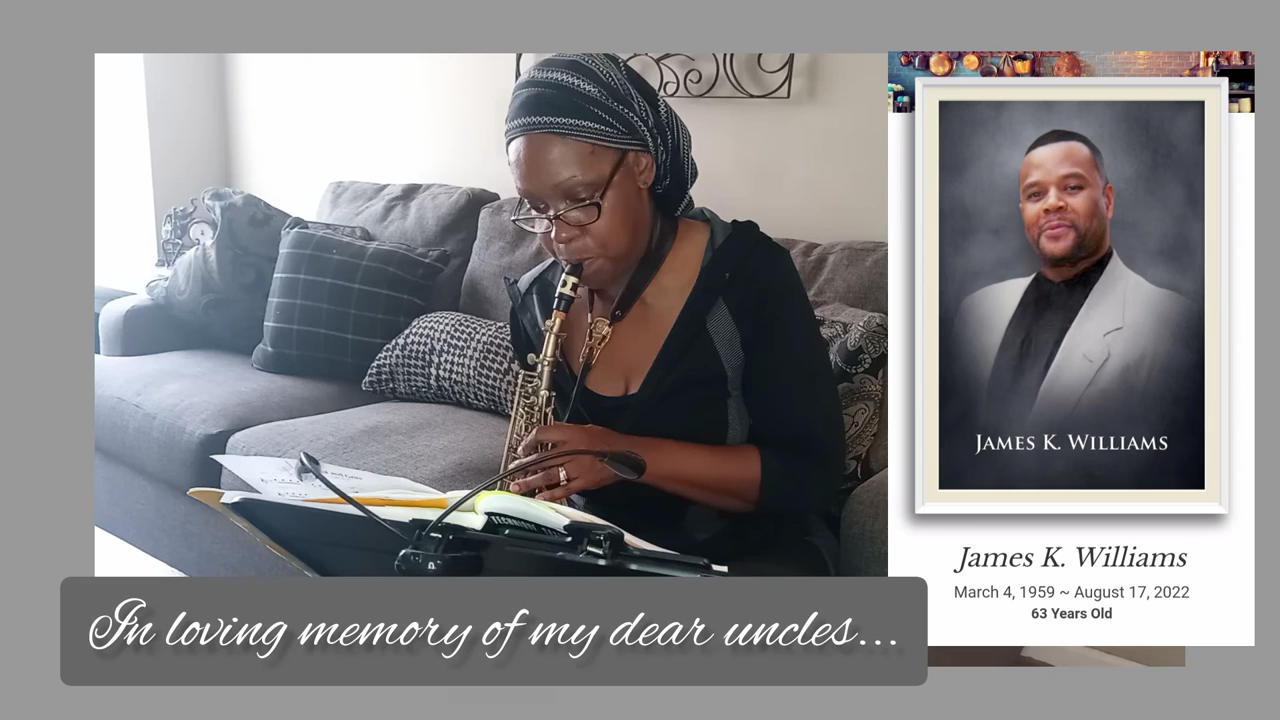 TECHNIQUE
JAMES K. WILLIAMS
James K. Williams
March 4, 1959 ~ August 17, 2022
63 Years Old
In loving memory of my dear uncles...